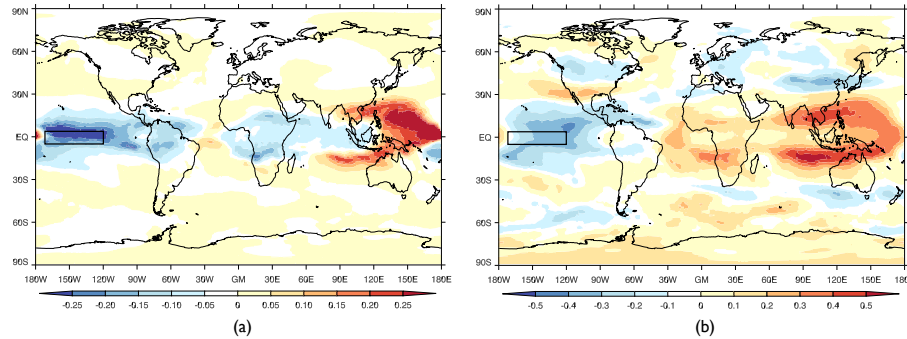 90N 90N
60N 60N
30N 30N
EQ EQ
30S 30S
60S 60S
90S 90S
180W 150W 120W 90W 60W 30W GM 30E 60E 90E 120E 150E 180E 180W 150W 120W 90W 60W 30W GM 30E 60E 90E 120E 150E 180E
-0.25 -0.20 -0.15 -0.10 -0.05 0 0.05 0.10 0.15 0.20 0.25 -0.5 -0.4 -0.3 -0.2 -0.1 0 0.1 0.2 0.3 0.4 0.5
(a) (b)